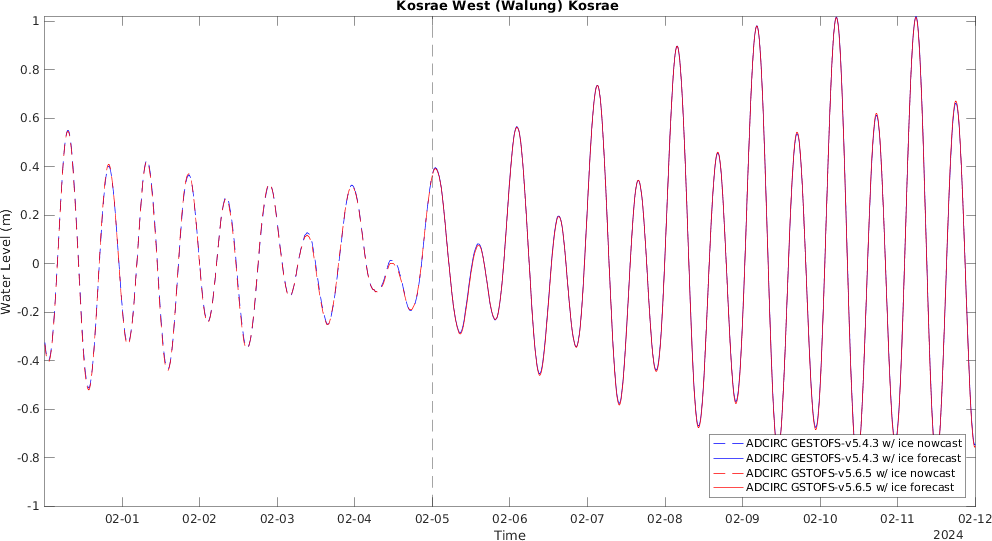 Kosrae West (Walung) Kosrae
Water Level (m)
1
0.8
0.6
0.4
0.2
0
-0.2
-0.4
-0.6
-0.8
-1
ADCIRC GESTOFS-v5.4.3 w/ ice nowcast
ADCIRC GESTOFS-v5.4.3 w/ ice forecast
ADCIRC GSTOFS-v5.6.5 w/ ice nowcast
ADCIRC GSTOFS-v5.6.5 w/ ice forecast
02-01 02-02 02-03 02-04 02-05 02-06 02-07 02-08 02-09 02-10 02-11 02-12
Time
2024